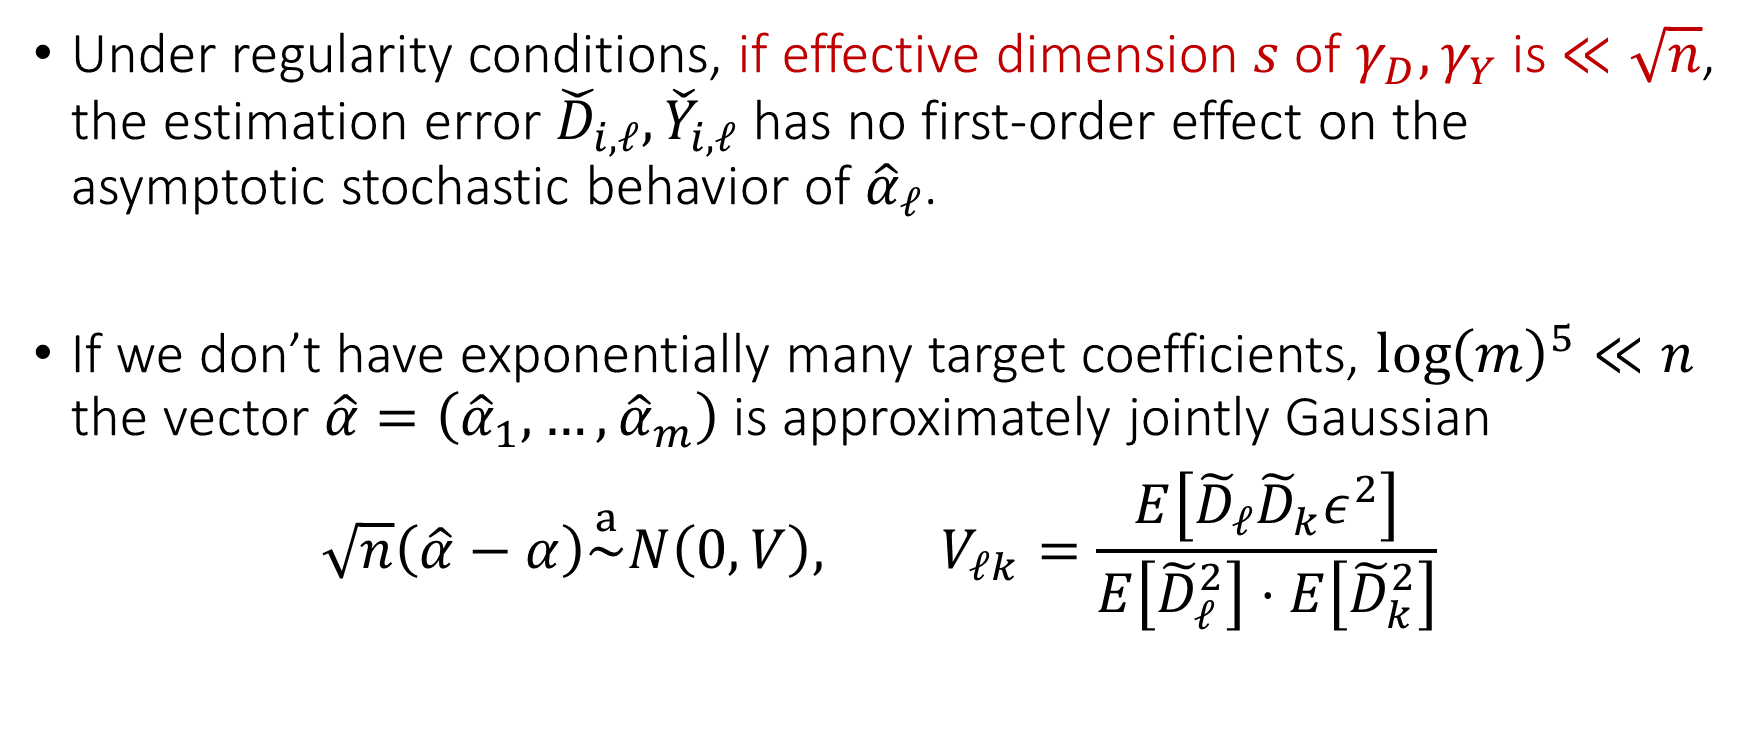 • Under regularity conditions, if effective dimension s of γ_D, γ_Y is ≪ √n,
the estimation error Ď_{i,ℓ}, Y̌_{i,ℓ} has no first-order effect on the
asymptotic stochastic behavior of α̂_ℓ.
• If we don’t have exponentially many target coefficients, log(m)^5 ≪ n
the vector α̂ = (α̂_1, … , α̂_m) is approximately jointly Gaussian
√n(α̂ − α) ~^a N(0, V), V_{ℓk} = E[D̃_ℓ D̃_k ϵ^2] / (E[D̃_ℓ^2] · E[D̃_k^2])